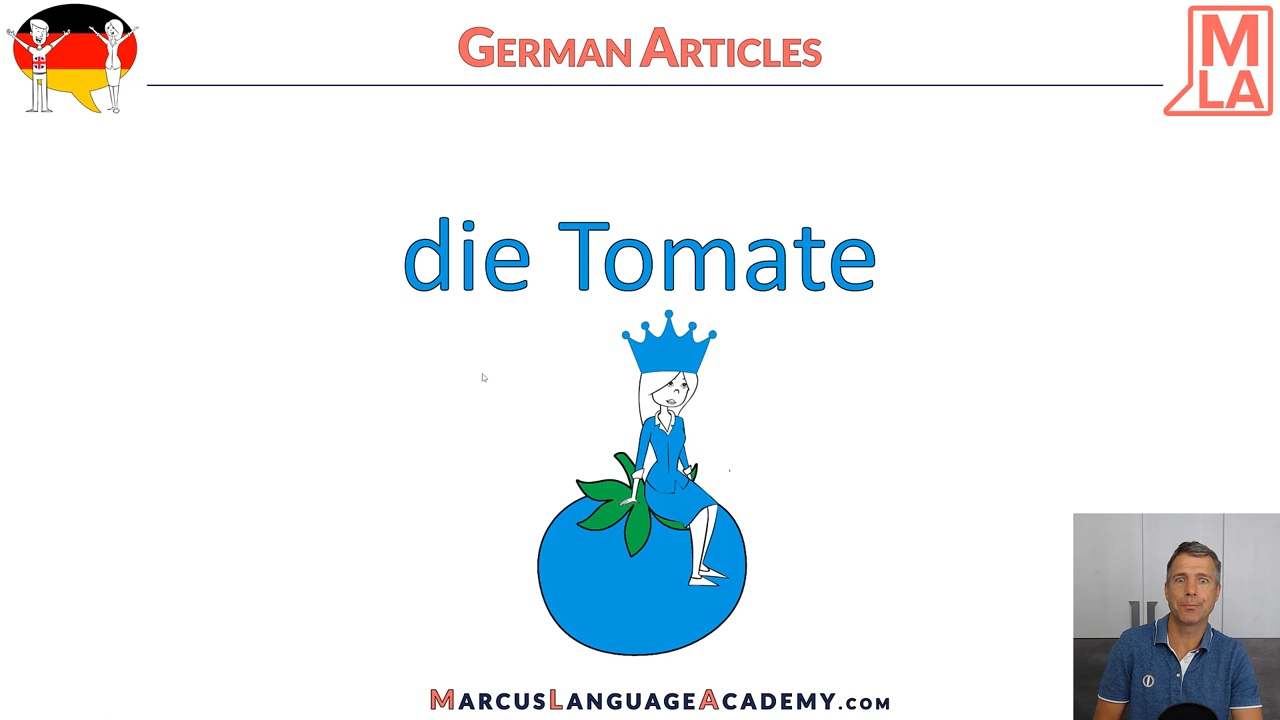 GERMAN ARTICLES
M
LA
die Tomate
MARCUSLANGUAGEACADEMY.COM